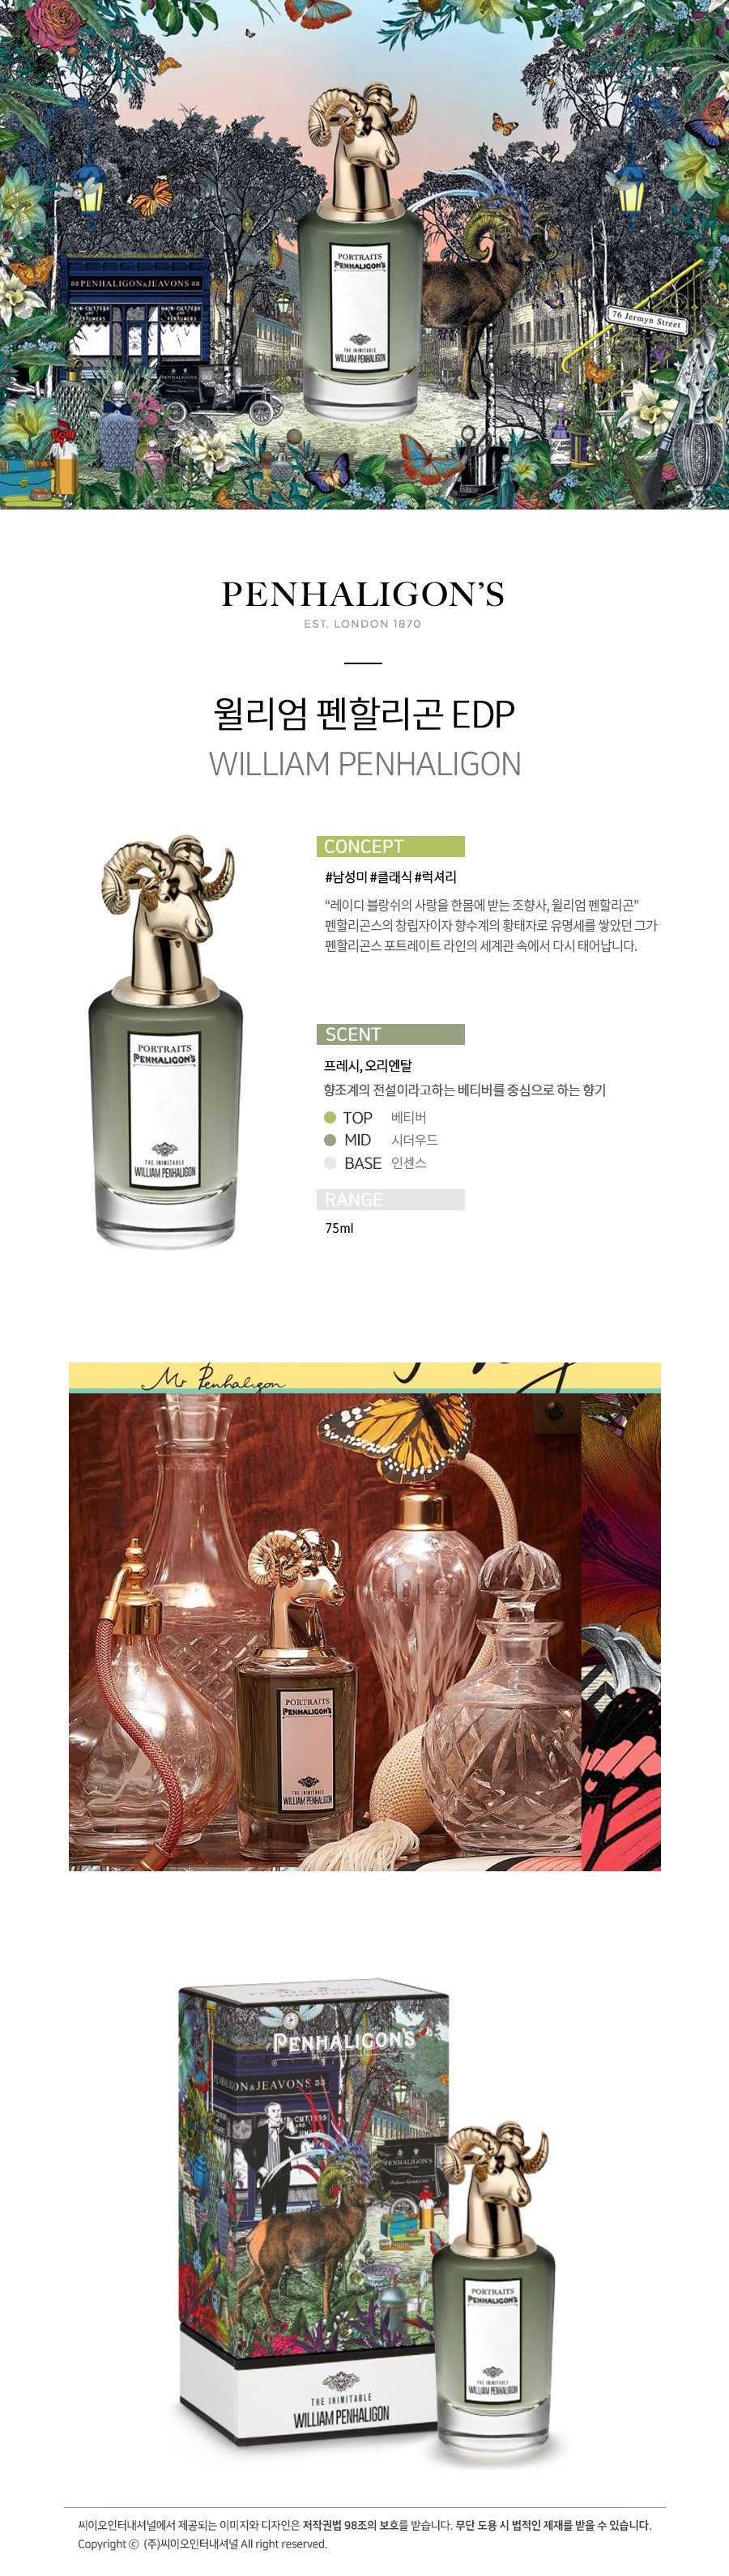 PENHALIGON&JEAVONS
HAIR-CUTTERS
PORTRAITS
PENHALIGON'S
THE INIMITABLE
WILLIAM PENHALIGON
76 Jermyn Street
PENHALIGON'S
EST. LONDON 1870
윌리엄 펜할리곤 EDP
WILLIAM PENHALIGON
CONCEPT
#남성미 #클래식 #럭셔리
“레이디 블랑쉬의 사랑을 한몸에 받는 조향사, 윌리엄 펜할리곤"
펜할리곤스의 창립자이자 향수계의 황태자로 유명세를 쌓았던 그가
펜할리곤스 포트레이트 라인의 세계관 속에서 다시 태어납니다.
PORTRAITS
PENHALIGON'S
THE INIMITABLE
WILLIAM PENHALIGON
SCENT
프레시, 오리엔탈
향조계의 전설이라고하는 베티버를 중심으로 하는 향기
TOP 베티버
MID 시더우드
BASE 인센스
RANGE
75ml
Mr Penhaligon
PORTRAITS
PENHALIGON'S
THE INIMITABLE
WILLIAM PENHALIGON
PENHALIGON'S
ON&JEAVONS
CUTTERS
PENHALIGON'S
THE INIMITABLE
WILLIAM PENHALIGON
PORTRAITS
PENHALIGON'S
THE INIMITABLE
WILLIAM PENHALIGON
씨이오인터내셔널에서 제공되는 이미지와 디자인은 저작권법 98조의 보호를 받습니다. 무단 도용 시 법적인 제재를 받을 수 있습니다.
Copyright ⓒ (주)씨이오인터내셔널 All right reserved.